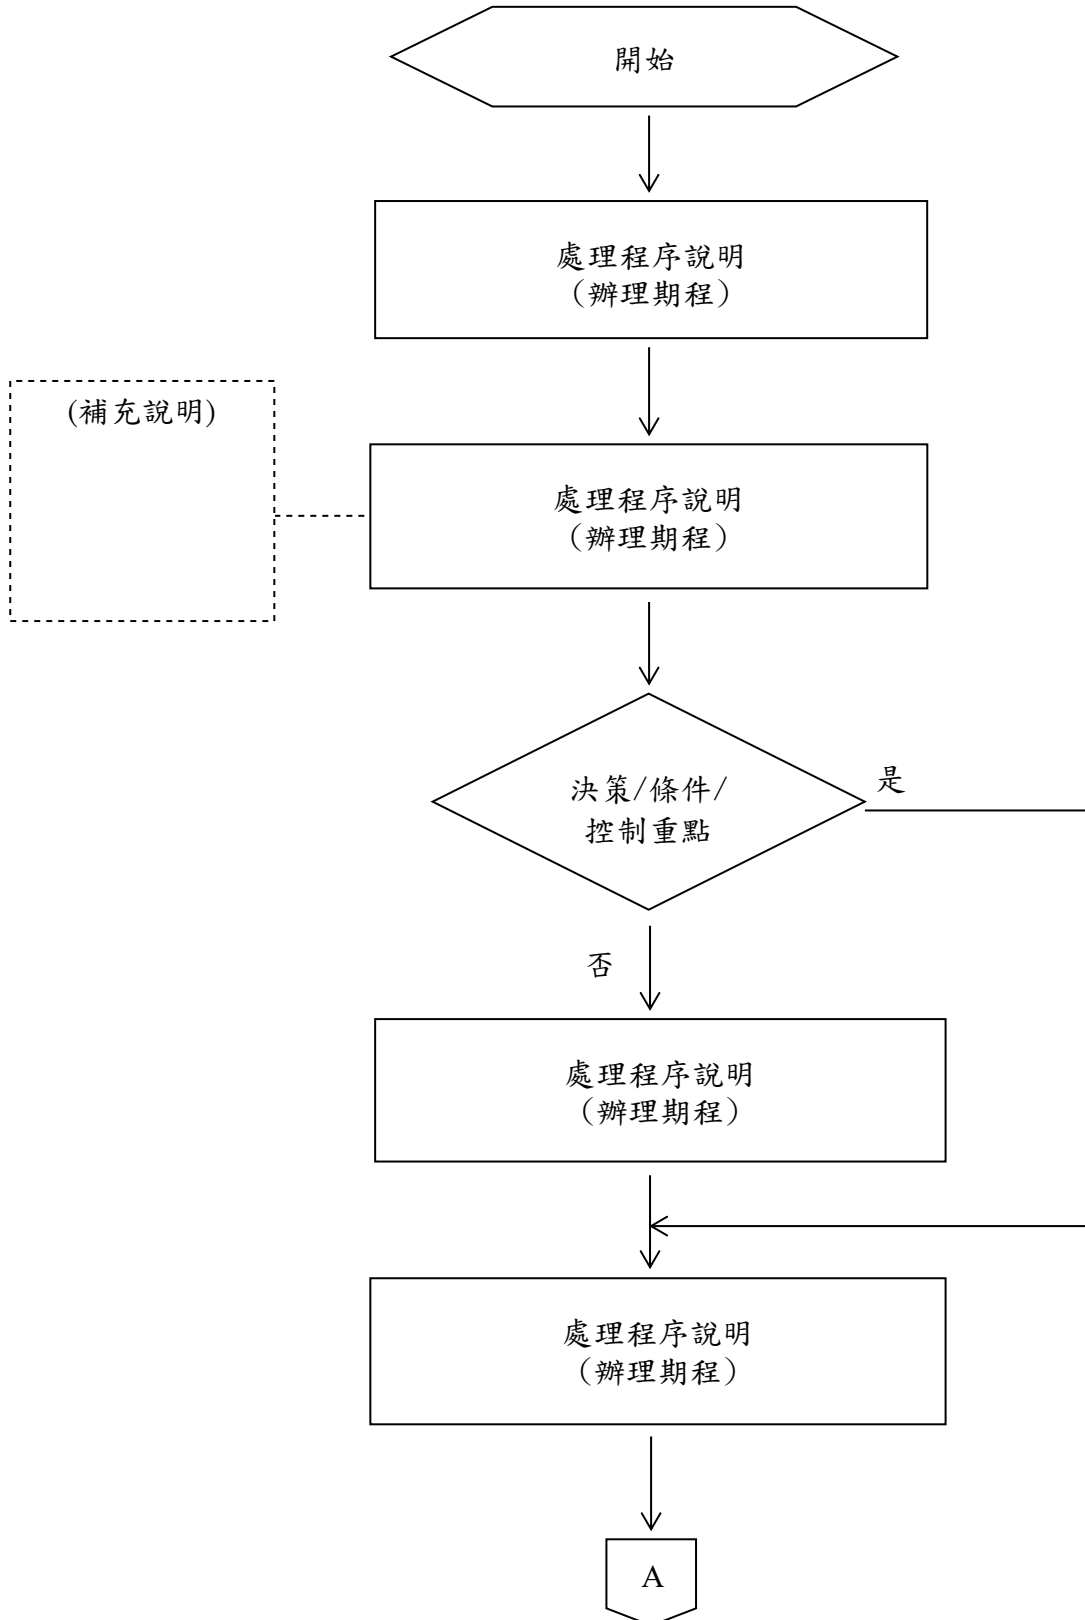 開始
處理程序說明
（辦理期程）
(補充說明)
處理程序說明
（辦理期程）
決策/條件/
控制重點
是
否
處理程序說明
（辦理期程）
處理程序說明
（辦理期程）
A